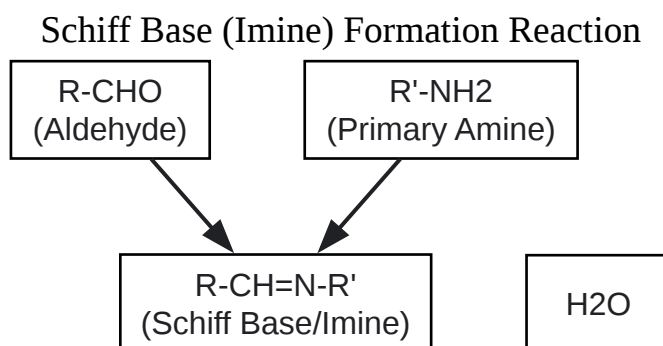 Schiff Base (Imine) Formation Reaction
R-CHO
(Aldehyde)
R'-NH2
(Primary Amine)
R-CH=N-R'
(Schiff Base/Imine)
H2O